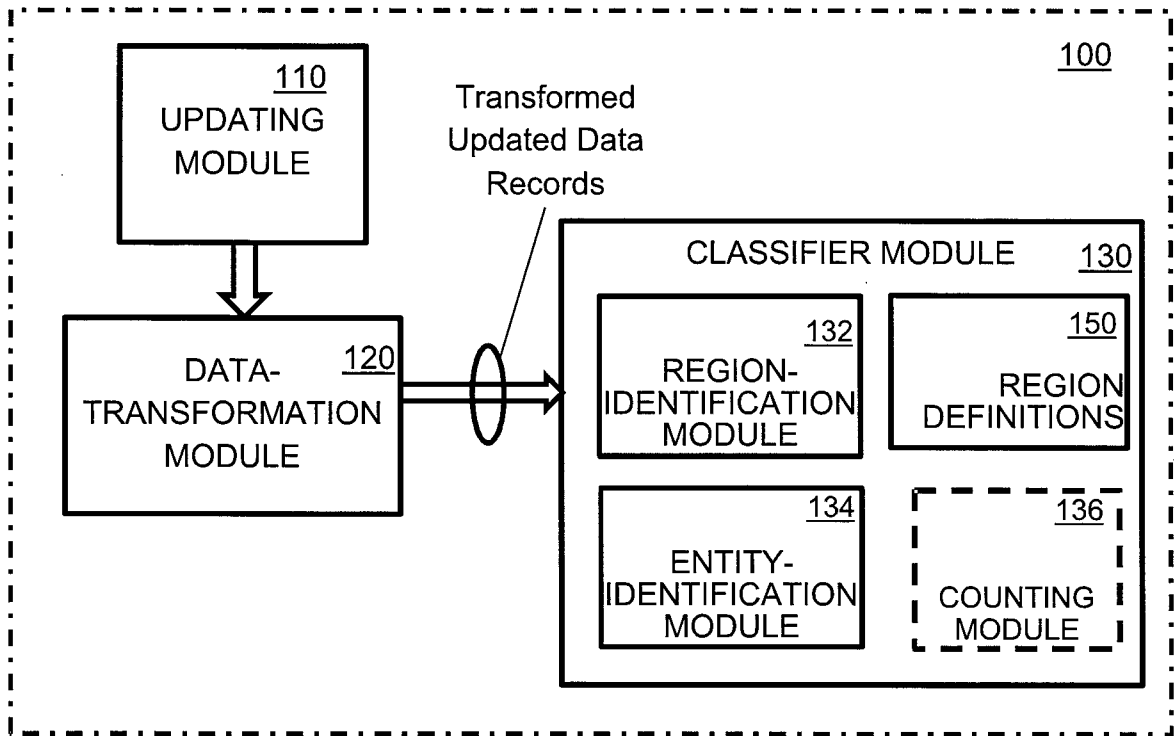 100
110
UPDATING
MODULE
Transformed
Updated Data
Records
120
DATA-
TRANSFORMATION
MODULE
CLASSIFIER MODULE
130
132
REGION-
IDENTIFICATION
MODULE
150
REGION
DEFINITIONS
134
ENTITY-
IDENTIFICATION
MODULE
136
COUNTING
MODULE